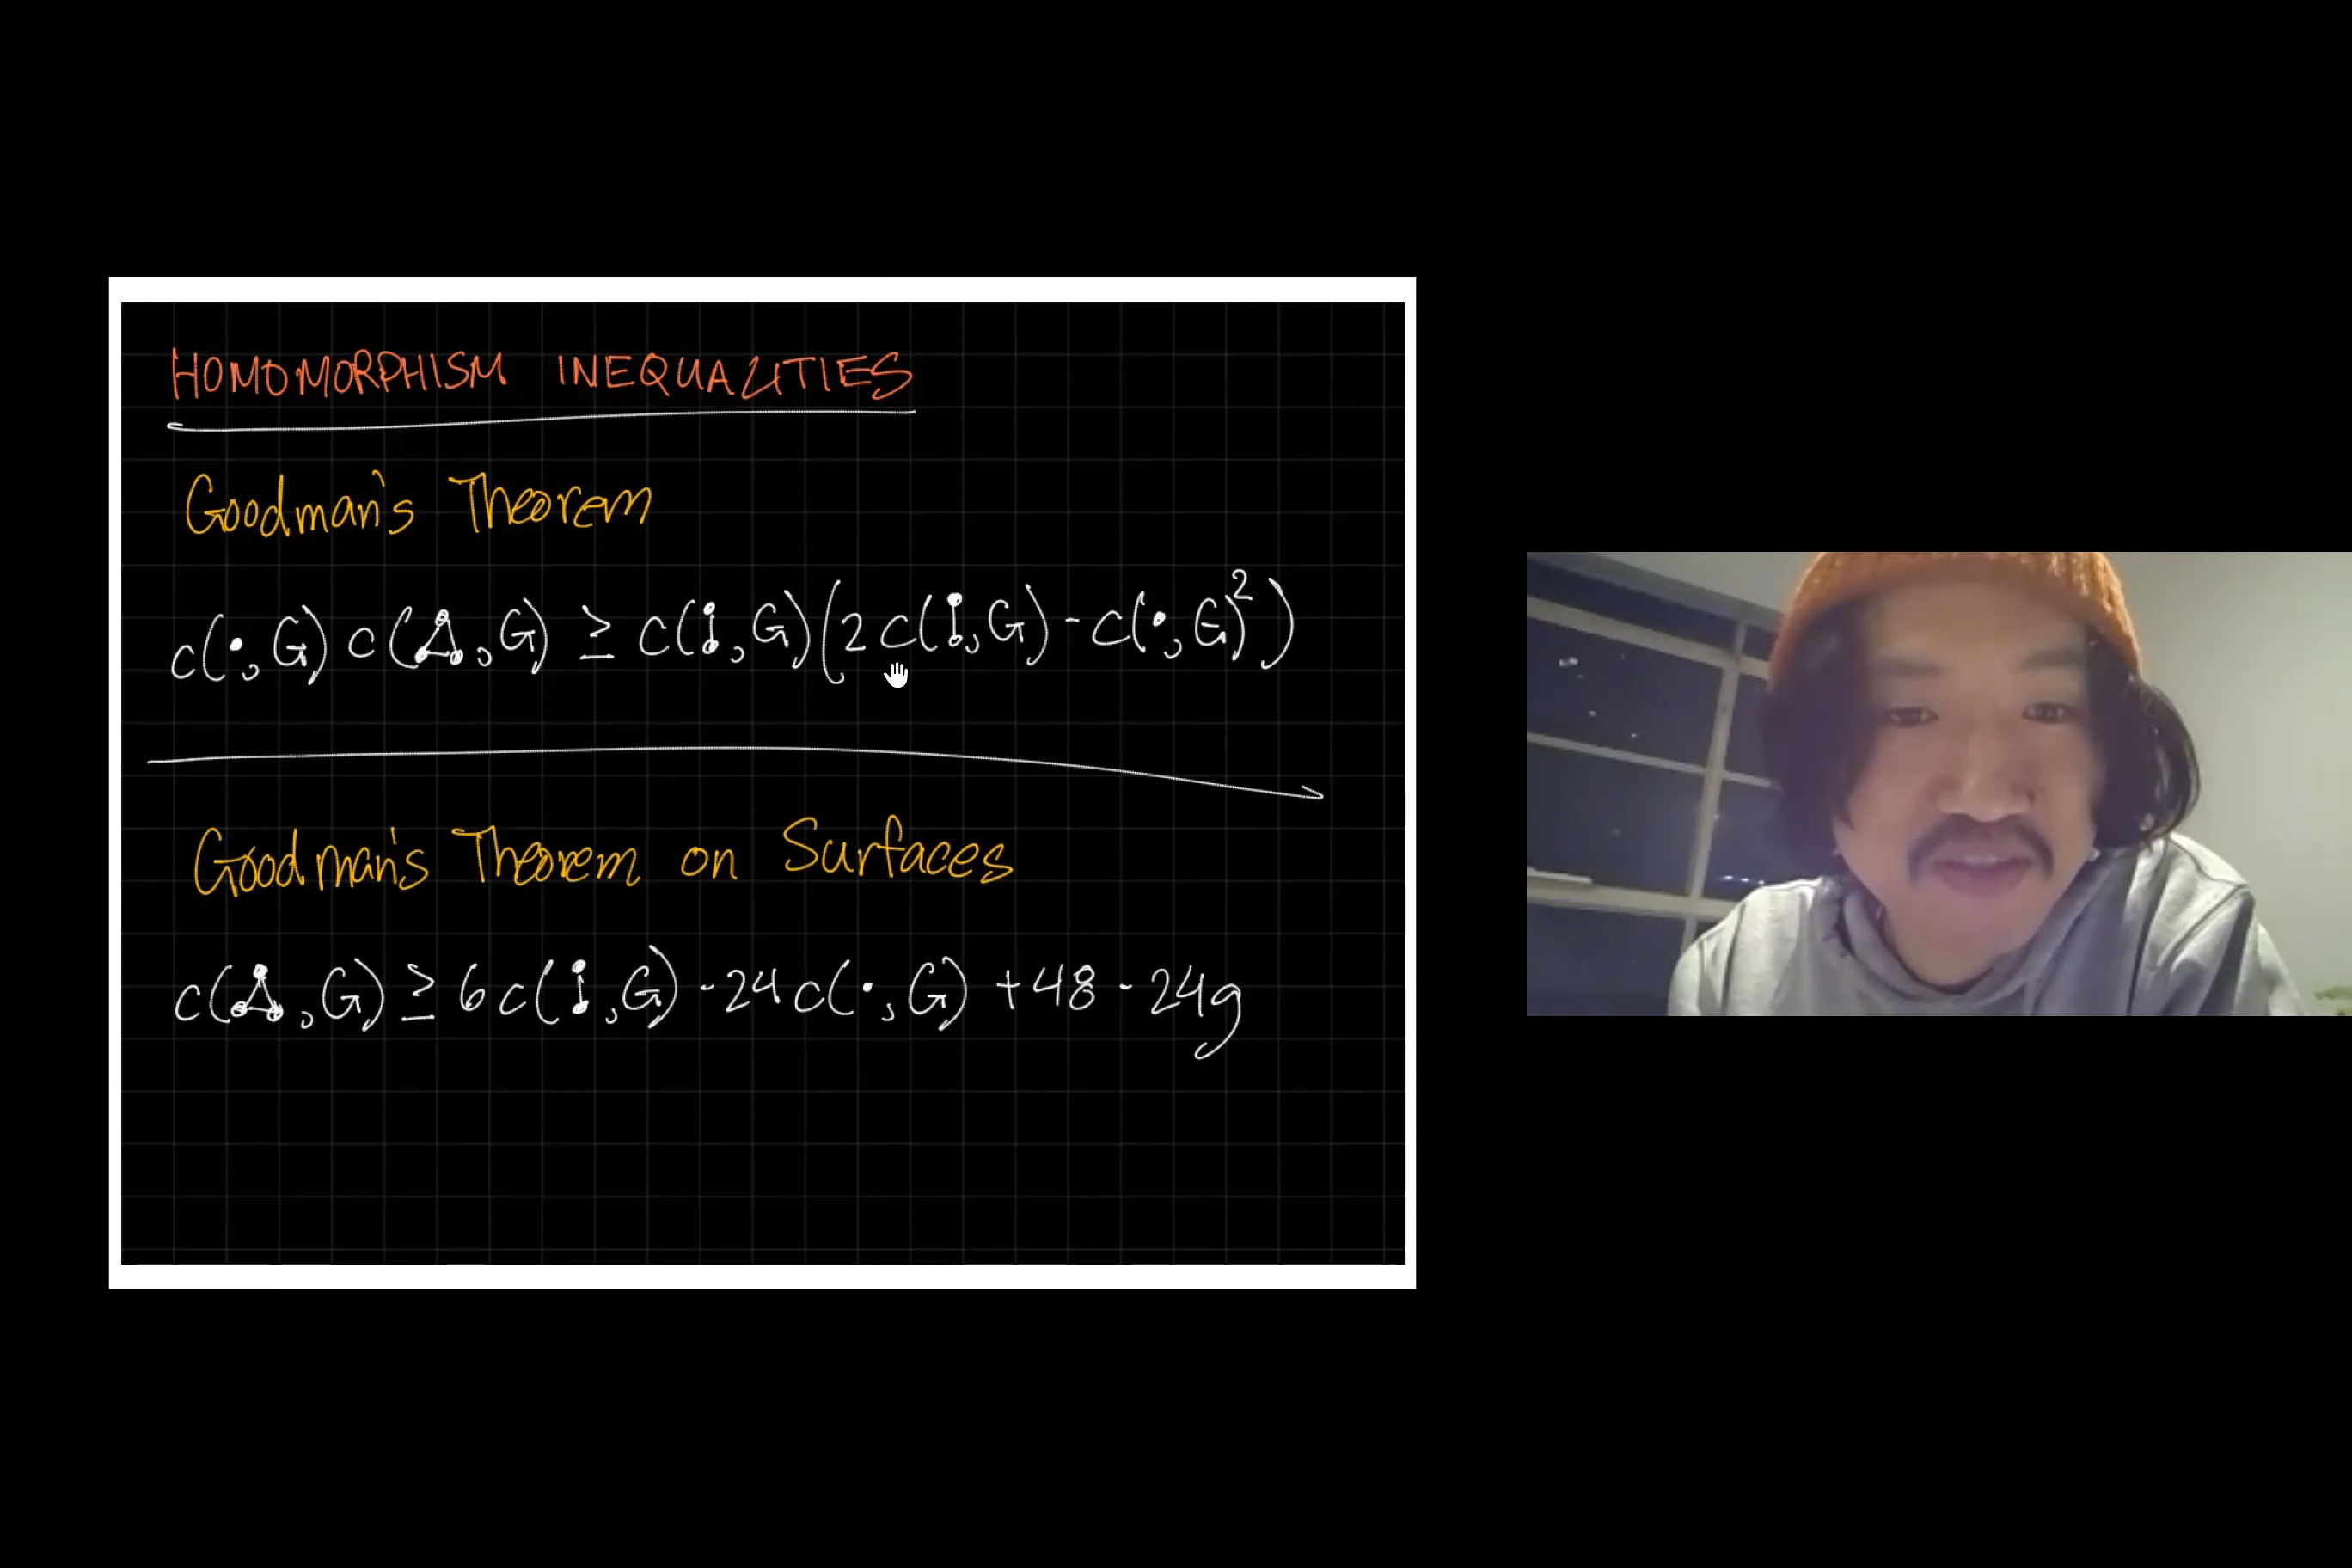 HOMOMORPHISM INEQUALITIES
Goodman's Theorem
c(•, G) c(△, G) ≥ c(⁞, G)(2c(⁞, G) - c(•, G)²)
Goodman's Theorem on Surfaces
c(△, G) ≥ 6c(⁞, G) - 24c(•, G) + 48 - 24g